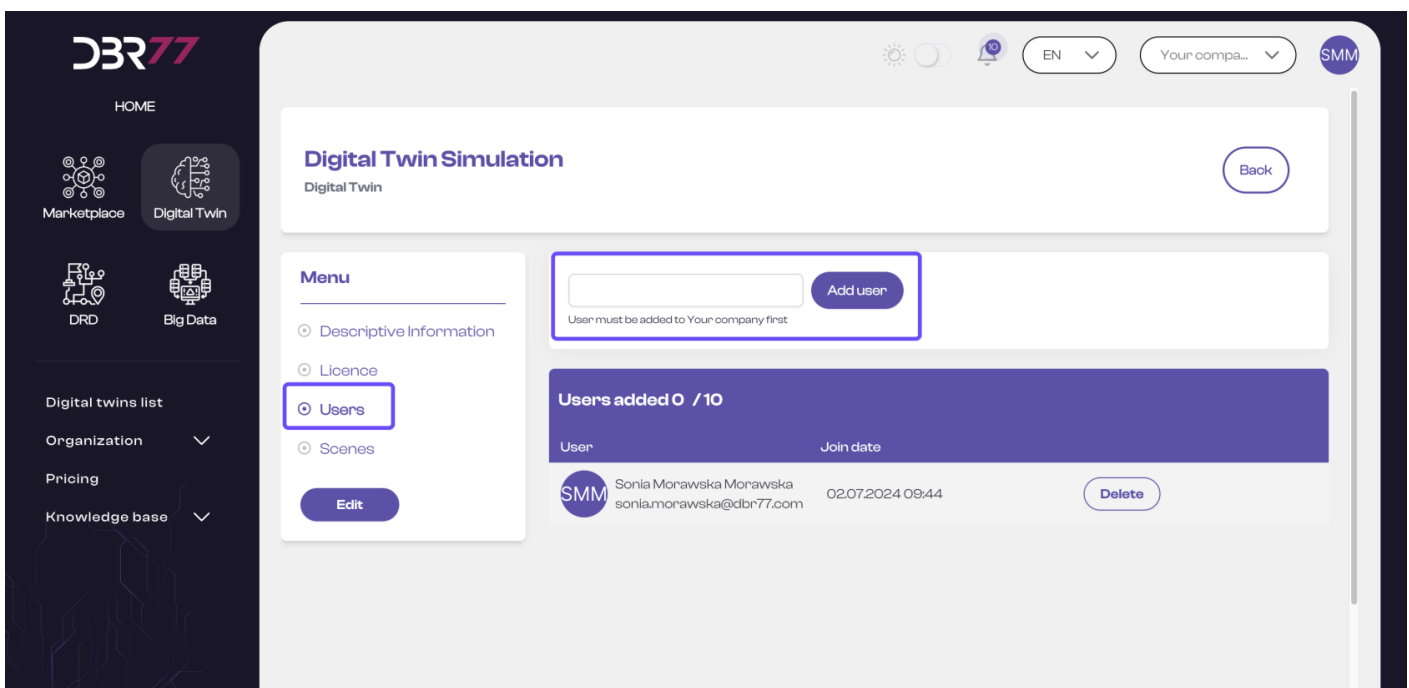 DBR77
10
EN
Your compa...
SMM
HOME
Marketplace
Digital Twin
DRD
Big Data
Digital twins list
Organization
Pricing
Knowledge base
Digital Twin Simulation
Digital Twin
Back
Menu
Descriptive Information
Licence
Users
Scenes
Edit
Add user
User must be added to Your company first
Users added 0 / 10
User Join date
SMM
Sonia Morawska Morawska
sonia.morawska@dbr77.com
02.07.2024 09:44
Delete